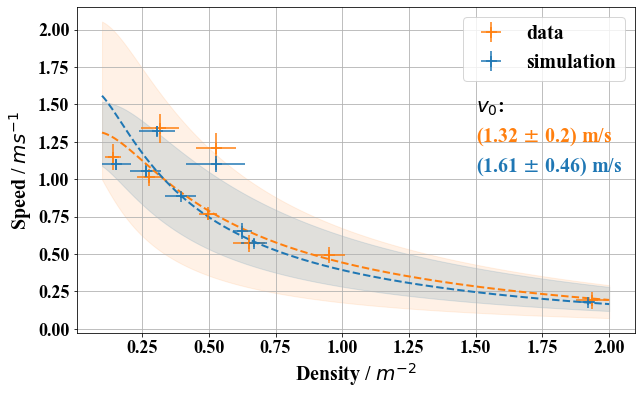 data
simulation
v₀:
(1.32 ± 0.2) m/s
(1.61 ± 0.46) m/s
Speed / ms⁻¹
2.00
1.75
1.50
1.25
1.00
0.75
0.50
0.25
0.00
0.25 0.50 0.75 1.00 1.25 1.50 1.75 2.00
Density / m⁻²